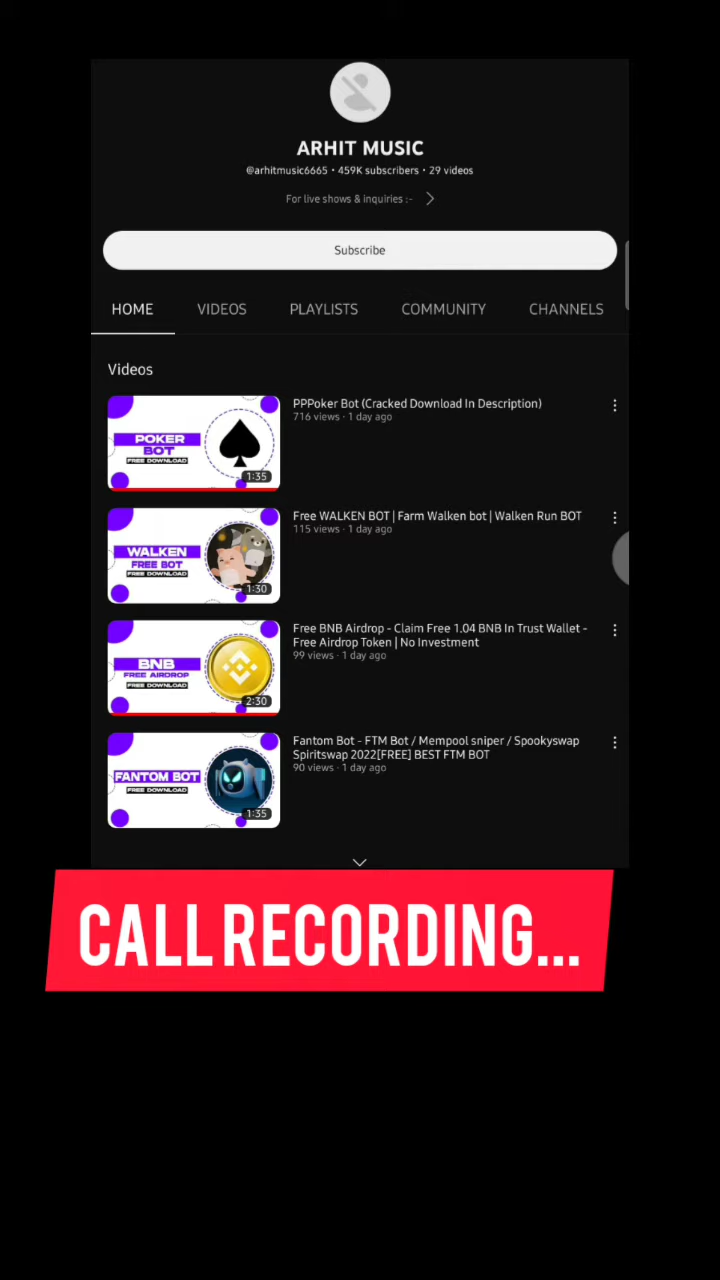 ARHIT MUSIC
@arhitmusic6665 • 459K subscribers • 29 videos
For live shows & inquiries :-
Subscribe
HOME VIDEOS PLAYLISTS COMMUNITY CHANNELS
Videos
POKER
BOT
FREE DOWNLOAD
1:35
PPPoker Bot (Cracked Download In Description)
716 views · 1 day ago
WALKEN
FREE BOT
FREE DOWNLOAD
1:30
Free WALKEN BOT | Farm Walken bot | Walken Run BOT
115 views · 1 day ago
BNB
FREE AIRDROP
FREE DOWNLOAD
2:30
Free BNB Airdrop - Claim Free 1.04 BNB In Trust Wallet -
Free Airdrop Token | No Investment
99 views · 1 day ago
FANTOM BOT
FREE DOWNLOAD
1:35
Fantom Bot - FTM Bot / Mempool sniper / Spookyswap
Spiritswap 2022[FREE] BEST FTM BOT
90 views · 1 day ago
CALL RECORDING...